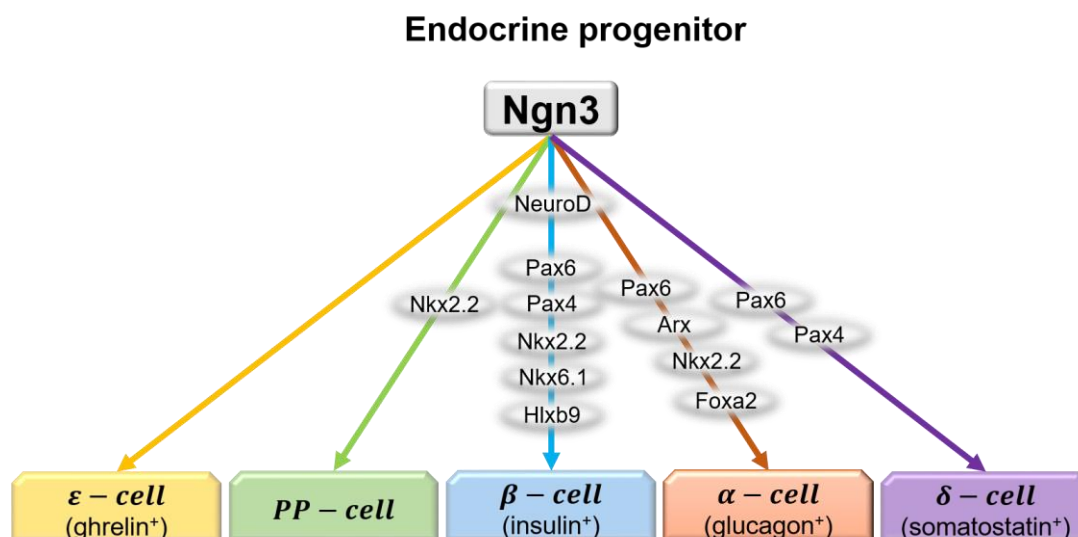 Endocrine progenitor
Ngn3
NeuroD
Pax6
Pax4
Nkx2.2
Nkx6.1
Hlxb9
Nkx2.2
Pax6
Arx
Nkx2.2
Foxa2
Pax6
Pax4
ε − cell
(ghrelin⁺)
PP − cell
β − cell
(insulin⁺)
α − cell
(glucagon⁺)
δ − cell
(somatostatin⁺)